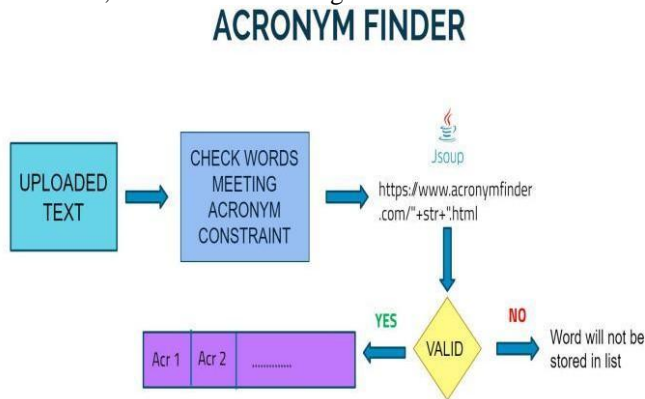 ACRONYM FINDER
UPLOADED
TEXT
CHECK WORDS
MEETING
ACRONYM
CONSTRAINT
Jsoup
https://www.acronymfinder
.com/"+str+".html
YES
NO
VALID
Word will not be
stored in list
Acr 1
Acr 2
..............